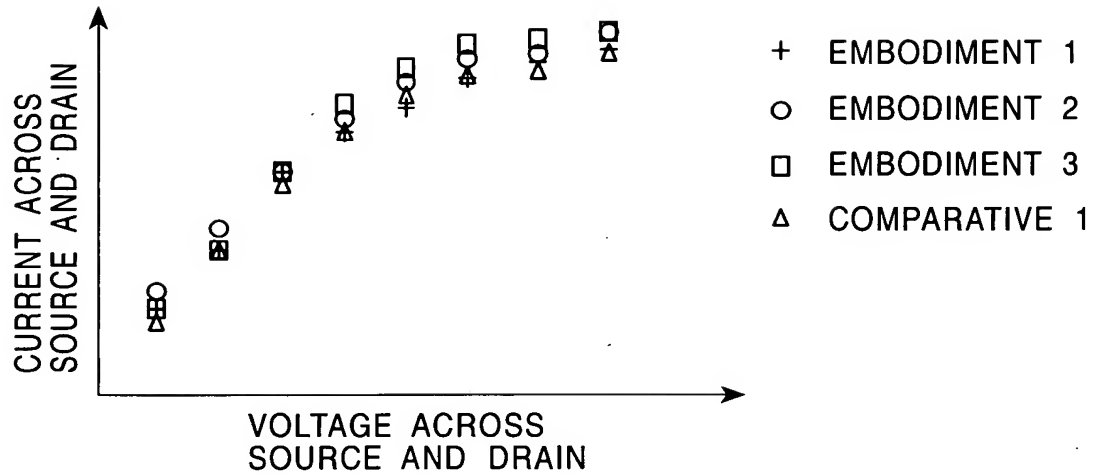 CURRENT ACROSS
SOURCE AND DRAIN
VOLTAGE ACROSS
SOURCE AND DRAIN
EMBODIMENT 1
EMBODIMENT 2
EMBODIMENT 3
COMPARATIVE 1